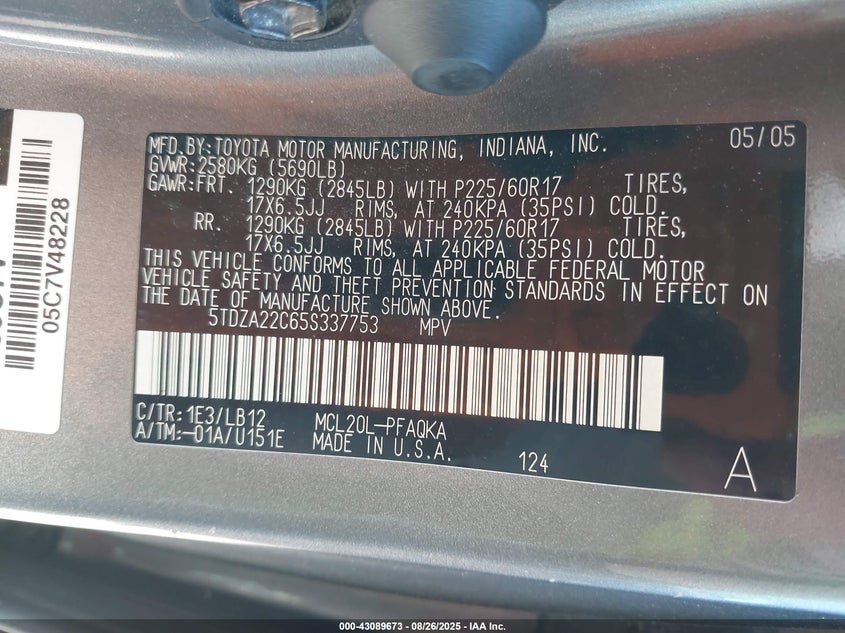 MFD.BY:TOYOTA MOTOR MANUFACTURING, INDIANA, INC. 05/05
GVWR:2580KG (5690LB)
GAWR:FRT. 1290KG (2845LB) WITH P225/60R17 TIRES,
17X6.5JJ RIMS, AT 240KPA (35PSI) COLD.
RR. 1290KG (2845LB) WITH P225/60R17 TIRES,
17X6.5JJ RIMS, AT 240KPA (35PSI) COLD.
THIS VEHICLE CONFORMS TO ALL APPLICABLE FEDERAL MOTOR
VEHICLE SAFETY AND THEFT PREVENTION STANDARDS IN EFFECT ON
THE DATE OF MANUFACTURE SHOWN ABOVE.
5TDZA22C65S337753 MPV
C/TR:1E3/LB12 MCL20L-PFAQKA
A/TM:-01A/U151E MADE IN U.S.A.
124 A
05C7V48228
000-43089673 - 08/26/2025 - IAA Inc.